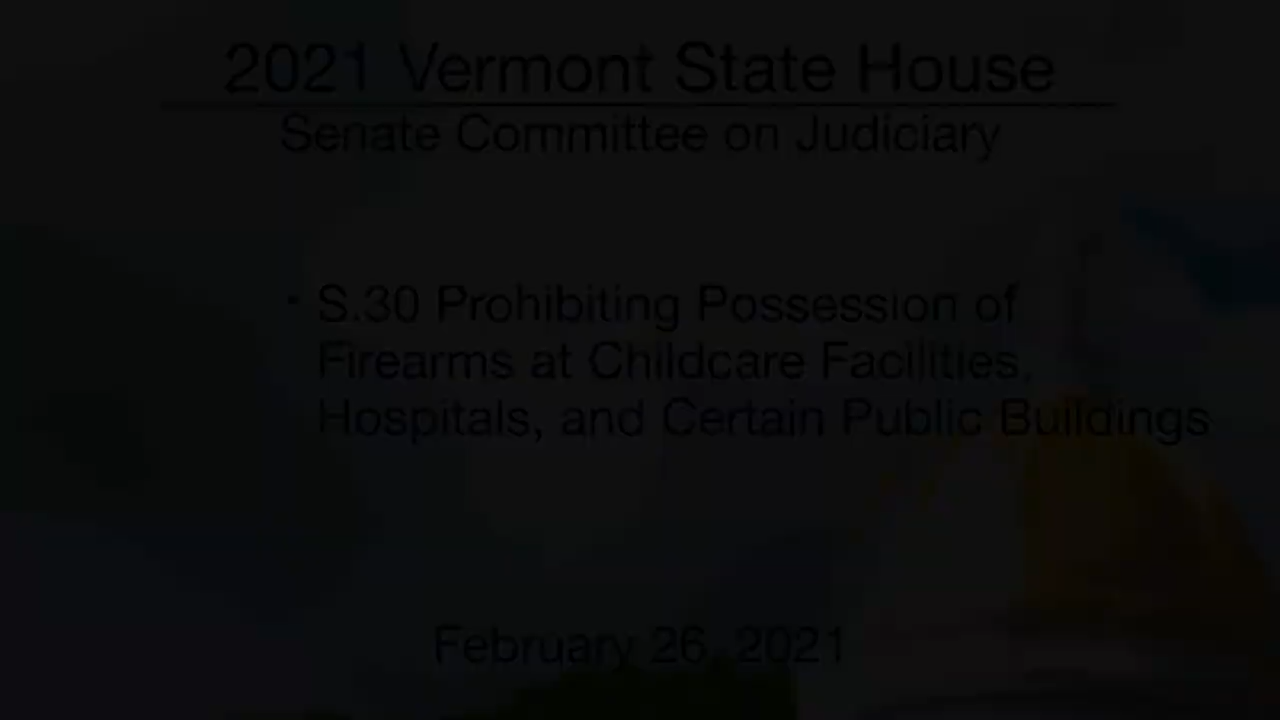 2021 Vermont State House
Senate Committee on Judiciary
· S.30 Prohibiting Possession of
Firearms at Childcare Facilities,
Hospitals, and Certain Public Buildings
February 26, 2021